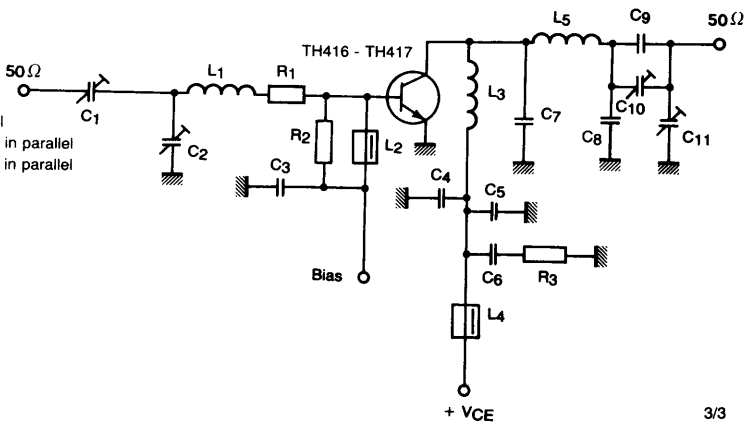 50Ω
C9
L5
50Ω
TH416 - TH417
L1
R1
L3
C1
C10
C7
l
in parallel
in parallel
C2
R2
L2
C8
C11
C3
C4
C5
Bias
C6
R3
L4
+ VCE
3/3